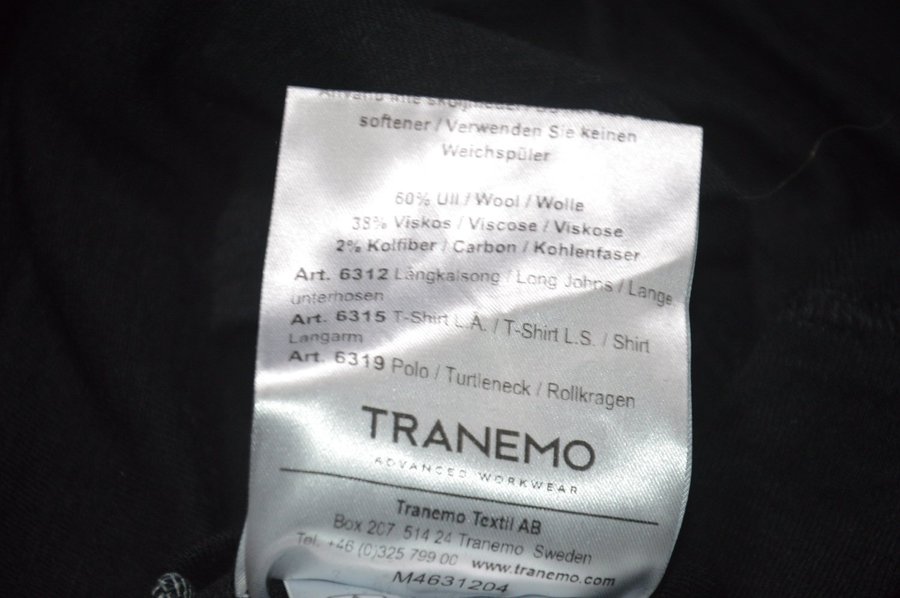 softener / Verwenden Sie keinen
Weichspüler
60% Ull / Wool / Wolle
38% Viskos / Viscose / Viskose
2% Kolfiber / Carbon / Kohlenfaser
Art. 6312 Långkalsong / Long Johns / Lange
unterhosen
Art. 6315 T-Shirt L.Ä. / T-Shirt L.S. / Shirt
Langarm
Art. 6319 Polo / Turtleneck / Rollkragen
TRANEMO
ADVANCED WORKWEAR
Tranemo Textil AB
Box 207 514 24 Tranemo Sweden
Tel. +46 (0)325 799 00 www.tranemo.com
M4631204